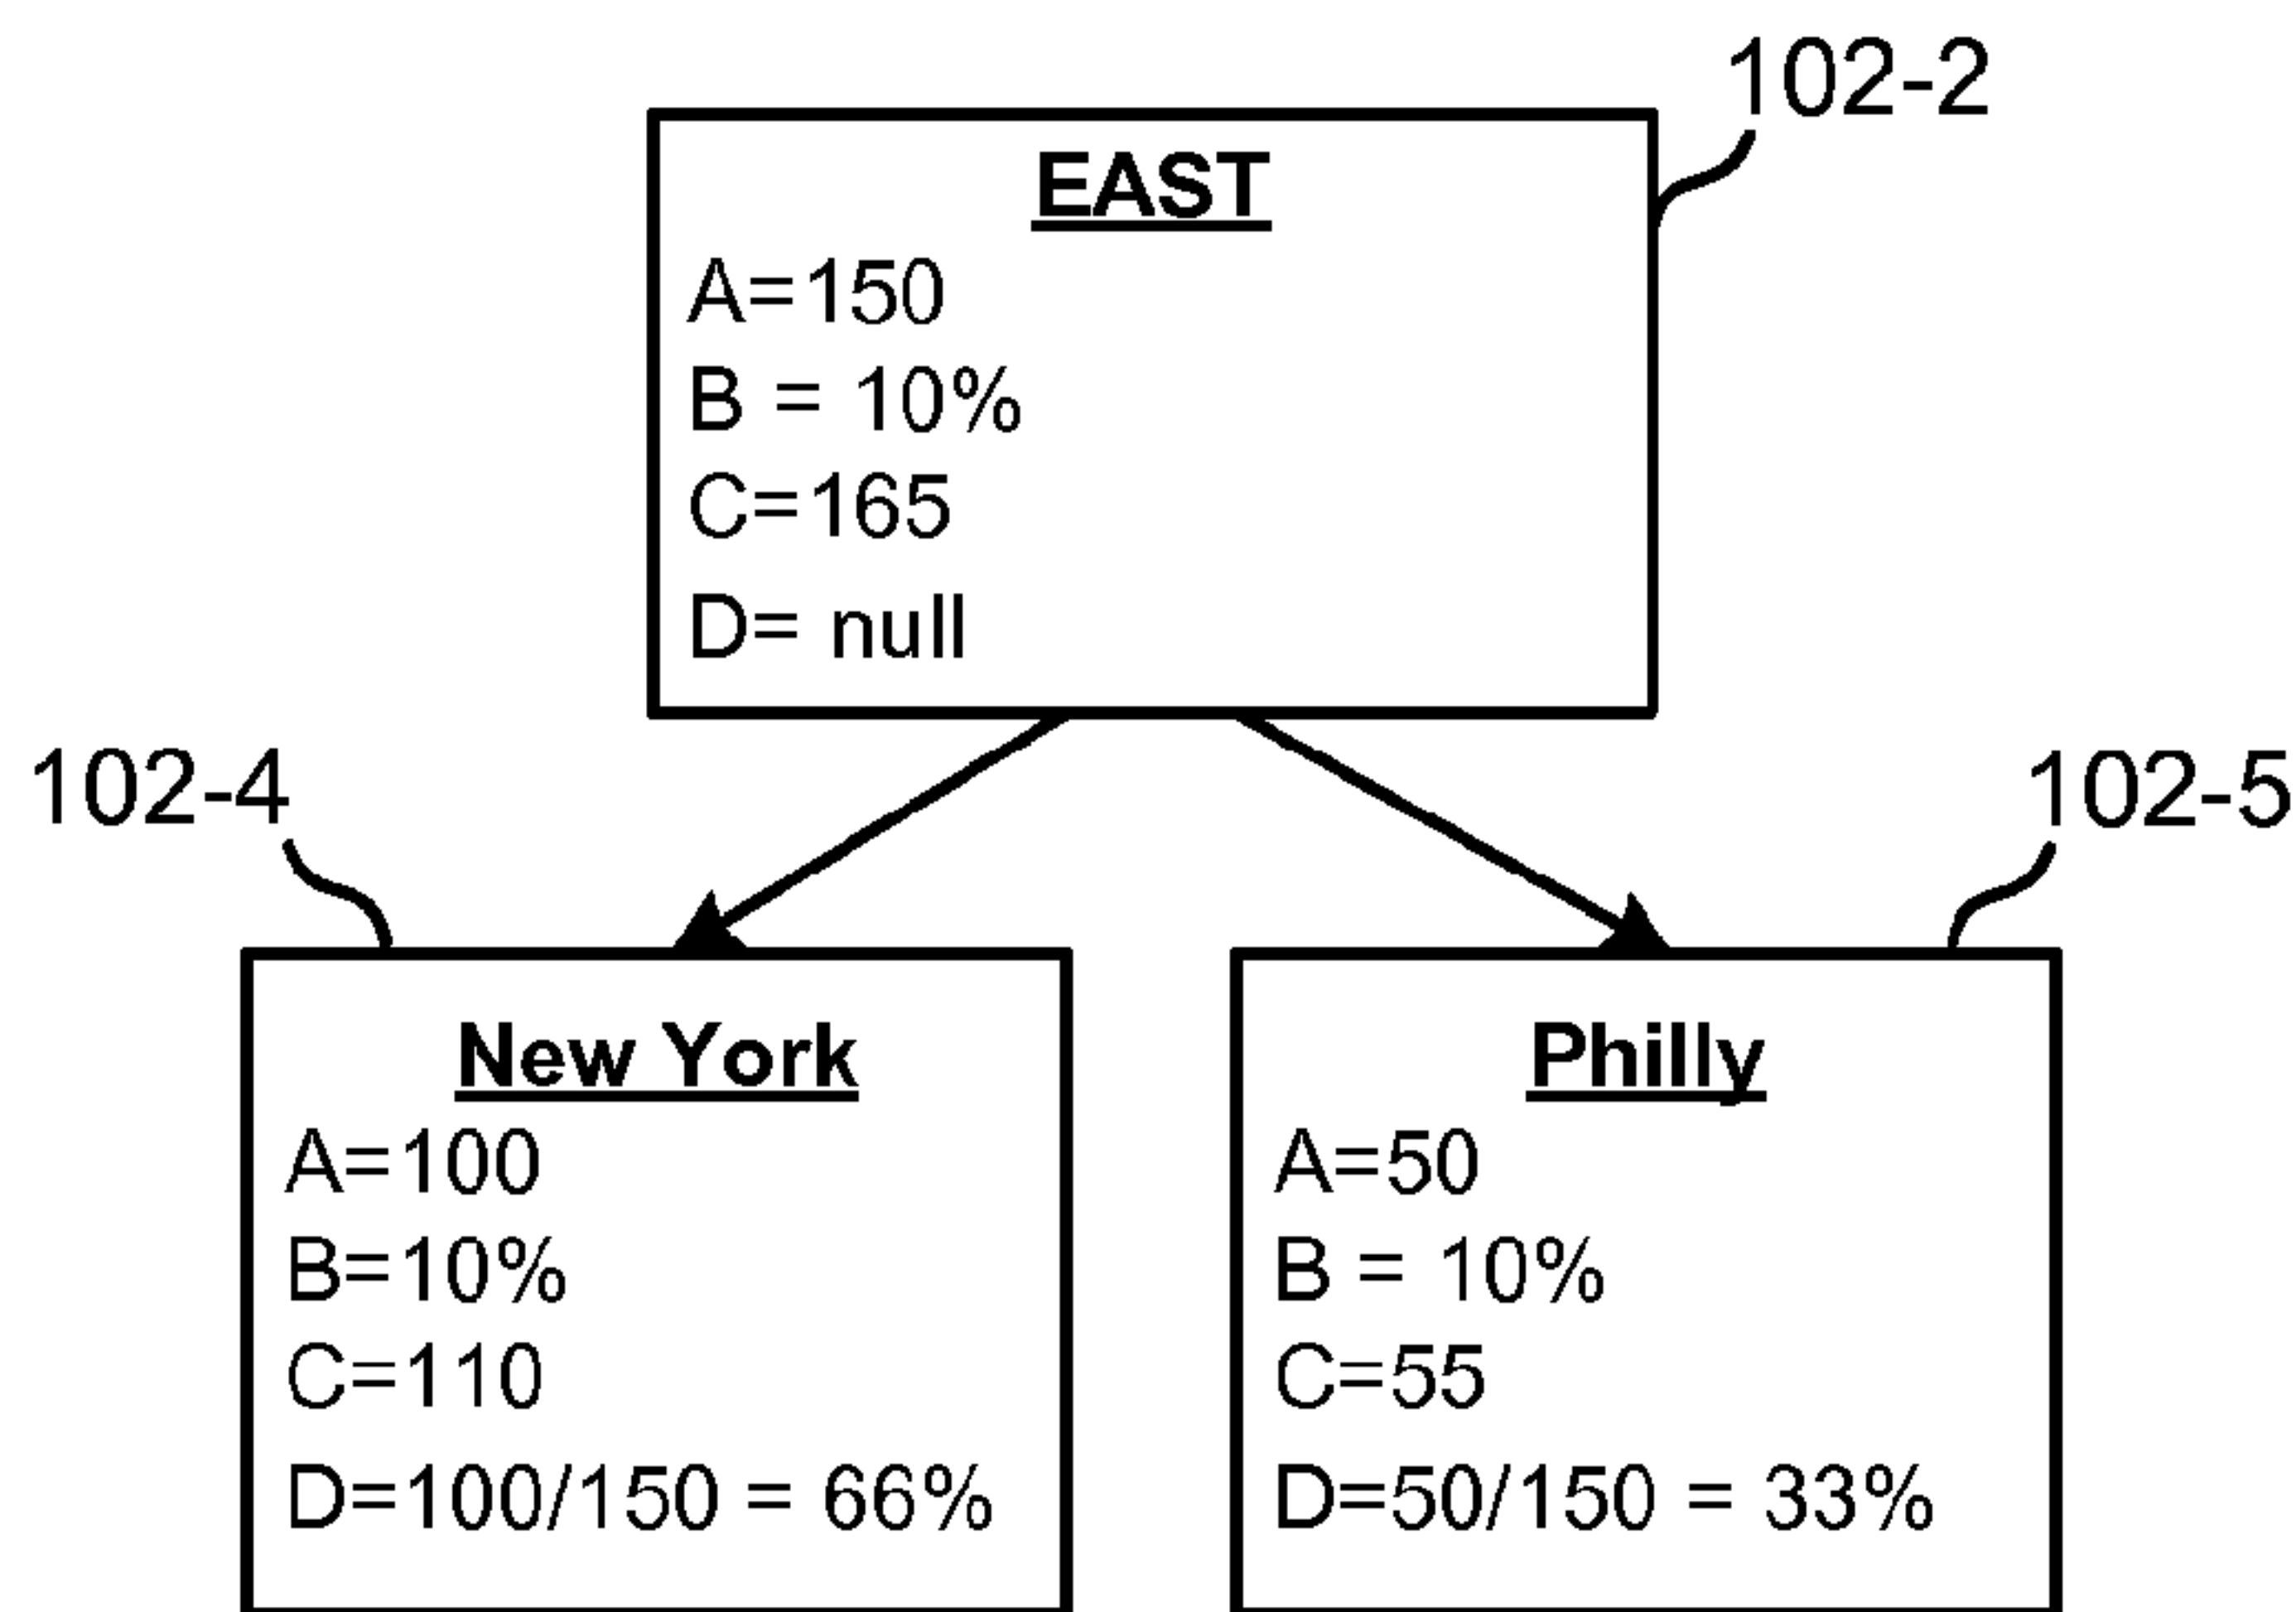 102-2
EAST
A=150
B = 10%
C=165
D= null
102-4
102-5
New York
A=100
B=10%
C=110
D=100/150 = 66%
Philly
A=50
B = 10%
C=55
D=50/150 = 33%